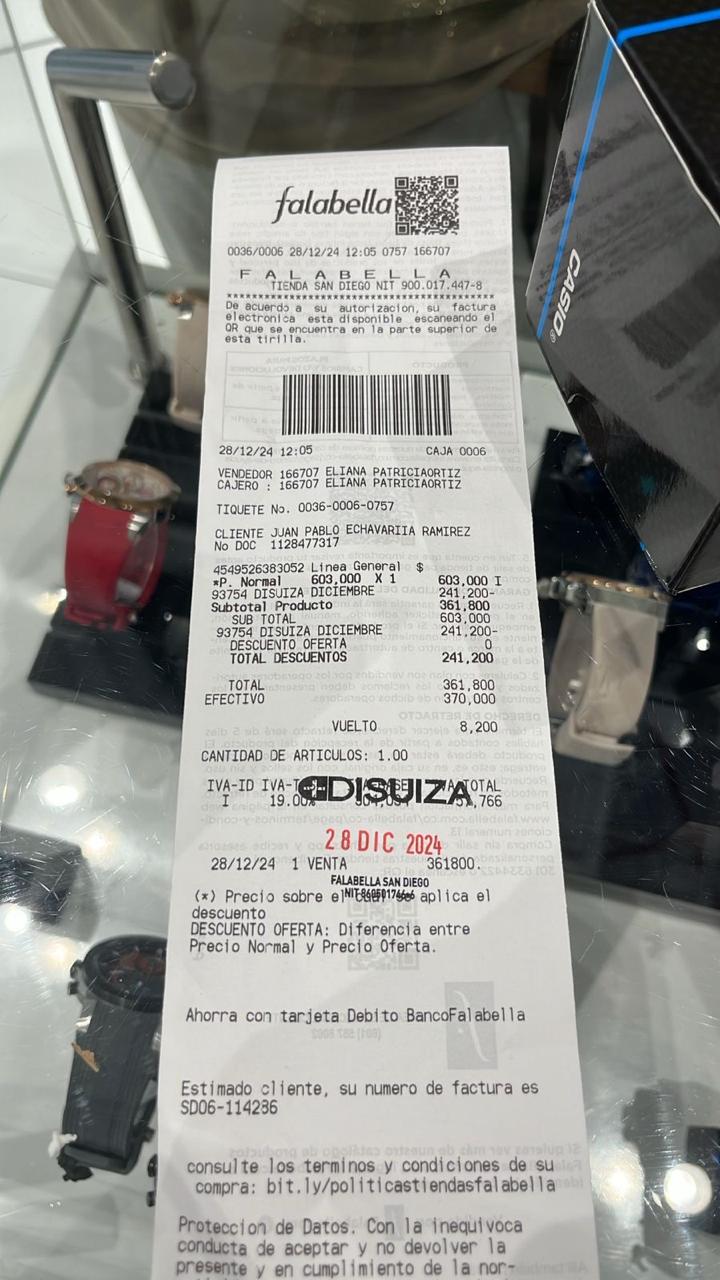 falabella
0036/0006 28/12/24 12:05 0757 166707
F A L A B E L L A
TIENDA SAN DIEGO NIT 900.017.447-8
************************************************
De acuerdo a su autorizacion, su factura
electronica esta disponible escaneando el
QR que se encuentra en la parte superior de
esta tirilla.
28/12/24 12:05 CAJA 0006
VENDEDOR 166707 ELIANA PATRICIAORTIZ
CAJERO : 166707 ELIANA PATRICIAORTIZ
TIQUETE No. 0036-0006-0757
CLIENTE JUAN PABLO ECHAVARIIA RAMIREZ
No DOC 1128477317
4549526383052 Linea General $
*P. Normal 603,000 X 1 603,000 I
93754 DISUIZA DICIEMBRE 241,200-
Subtotal Producto 361,800
SUB TOTAL 603,000
93754 DISUIZA DICIEMBRE 241,200-
DESCUENTO OFERTA 0
TOTAL DESCUENTOS 241,200
TOTAL 361,800
EFECTIVO 370,000
VUELTO 8,200
CANTIDAD DE ARTICULOS: 1.00
IVA-ID TOTAL
DISUIZA
I 19.00% ,766
28 DIC 2024
28/12/24 1 VENTA 361800.
FALABELLA SAN DIEGO
(*) Precio sobre el aplica el
descuento
DESCUENTO OFERTA: Diferencia entre
Precio Normal y Precio Oferta.
Ahorra con tarjeta Debito BancoFalabella
Estimado cliente, su numero de factura es
SD06-114286
consulte los terminos y condiciones de su
compra: bit.ly/politicastiendasfalabella
Proteccion de Datos. Con la inequivoca
conducta de aceptar y no devolver la
presente y en cumplimiento de la nor-
CASIO